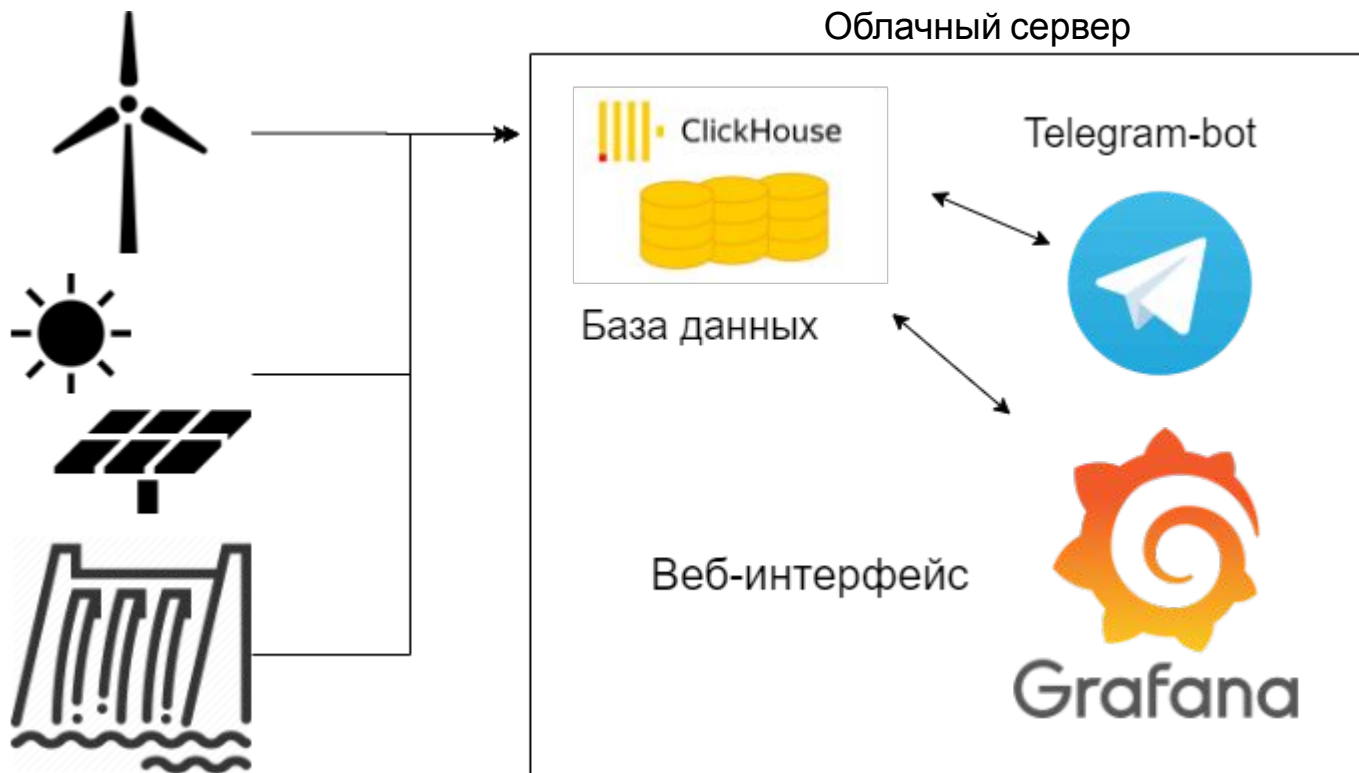 Облачный сервер
ClickHouse
Telegram-bot
База данных
Веб-интерфейс
Grafana